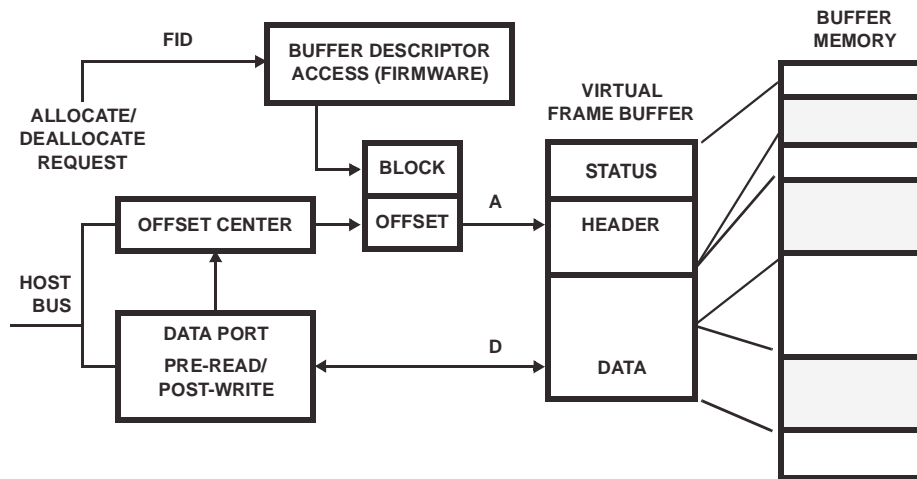 FID
BUFFER DESCRIPTOR
ACCESS (FIRMWARE)
BUFFER
MEMORY
VIRTUAL
FRAME BUFFER
ALLOCATE/
DEALLOCATE
REQUEST
BLOCK
OFFSET
A
STATUS
HEADER
DATA
OFFSET CENTER
HOST
BUS
DATA PORT
PRE-READ/
POST-WRITE
D